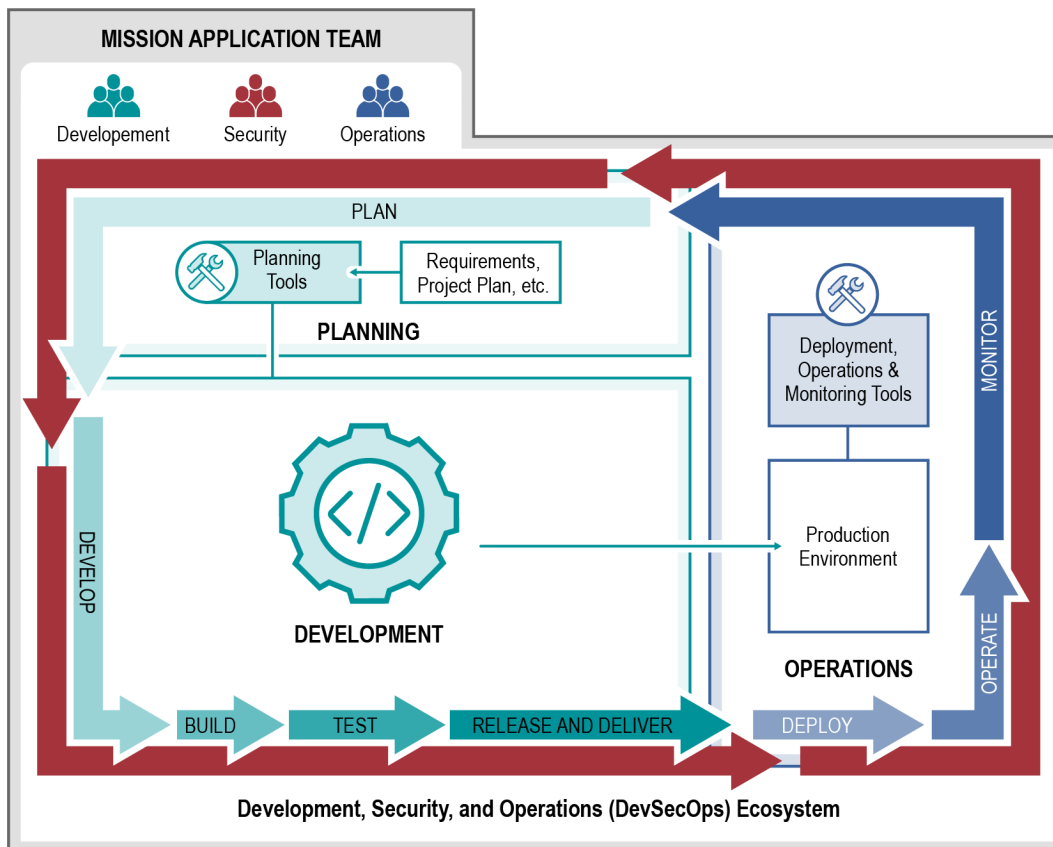 MISSION APPLICATION TEAM
Developement
Security
Operations
PLAN
Planning
Tools
Requirements,
Project Plan, etc.
PLANNING
Deployment,
Operations &
Monitoring Tools
MONITOR
DEVELOP
</>
Production
Environment
DEVELOPMENT
OPERATIONS
OPERATE
BUILD
TEST
RELEASE AND DELIVER
DEPLOY
Development, Security, and Operations (DevSecOps) Ecosystem